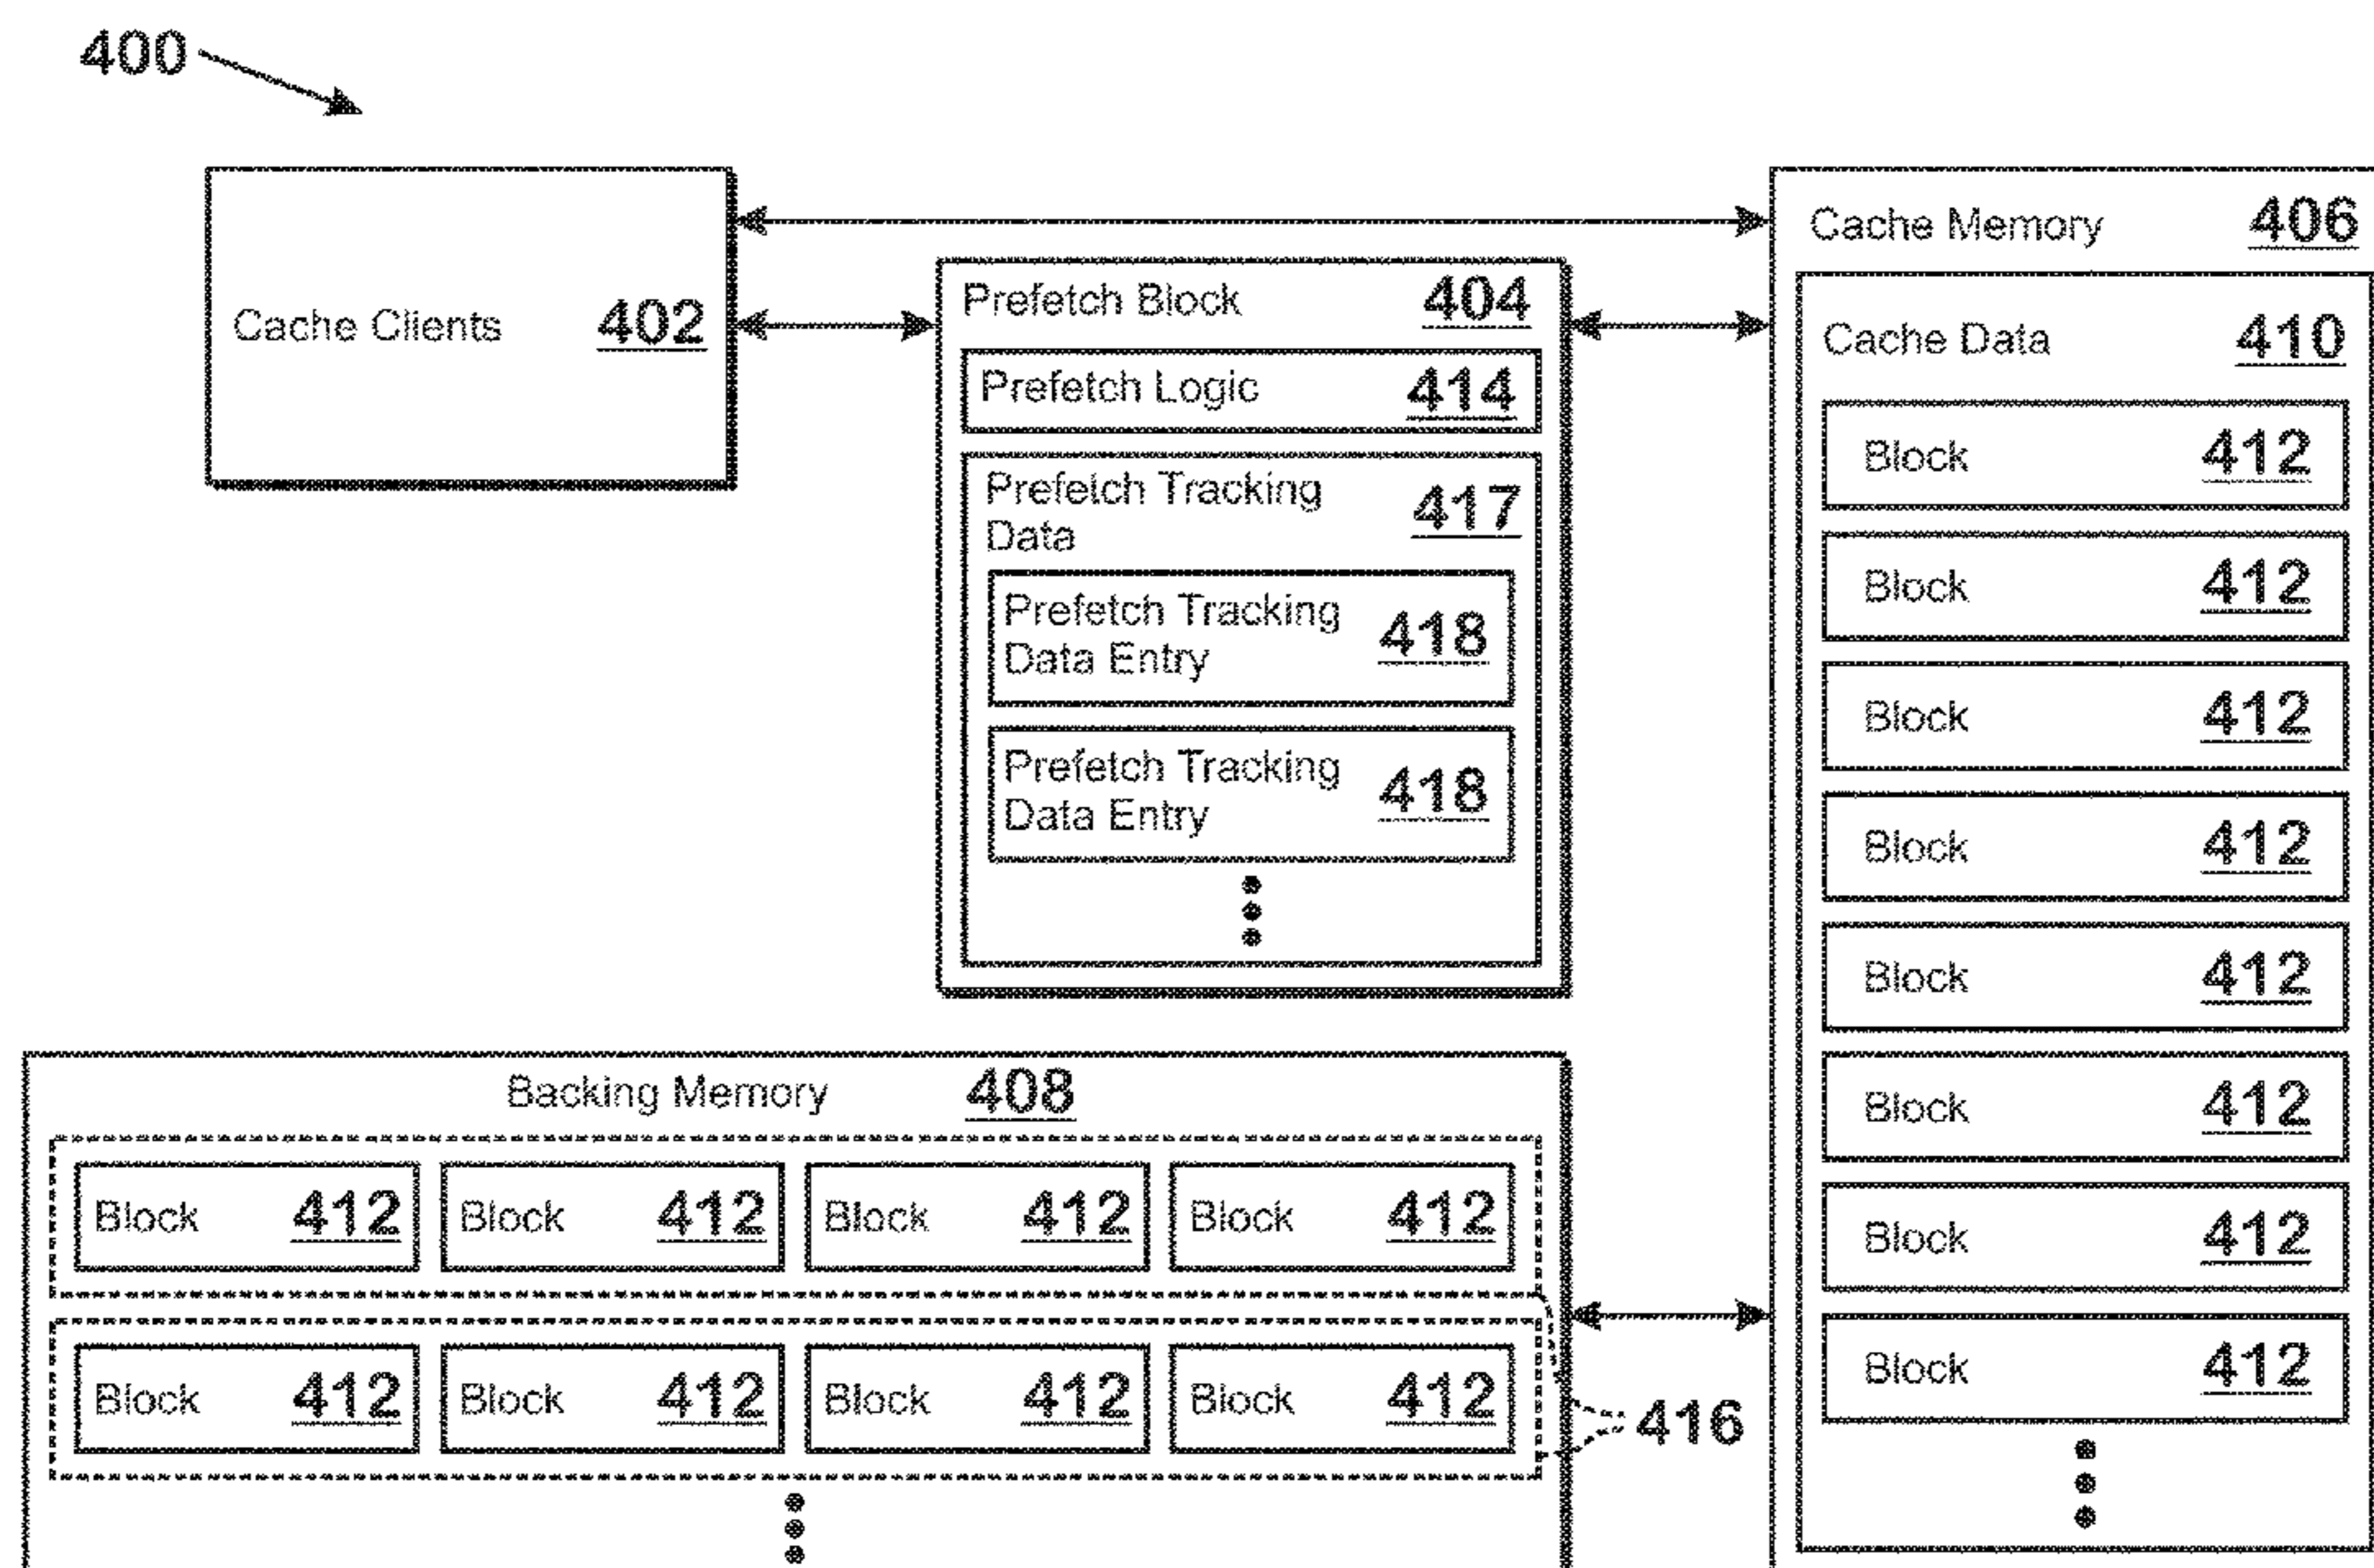 400
Cache Clients 402
Prefetch Block 404
Prefetch Logic 414
Prefetch Tracking
Data 417
Prefetch Tracking
Data Entry 418
Prefetch Tracking
Data Entry 418
Cache Memory 406
Cache Data 410
Block 412
Block 412
Block 412
Block 412
Block 412
Block 412
Block 412
Block 412
Backing Memory 408
Block 412 Block 412 Block 412 Block 412
Block 412 Block 412 Block 412 Block 412
416